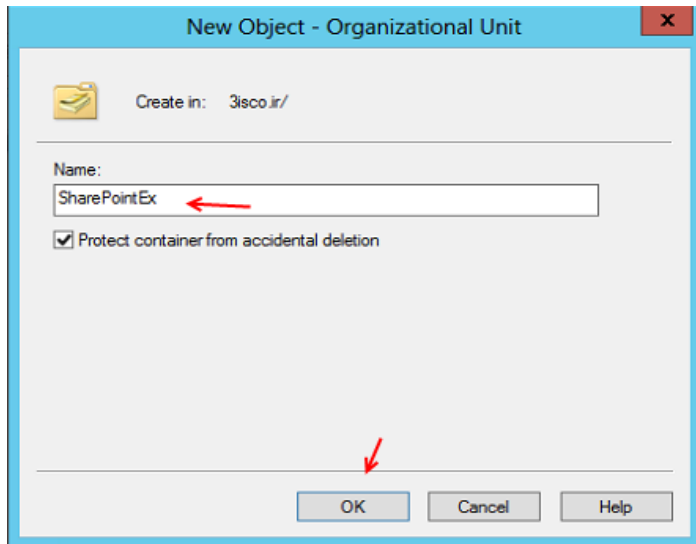 New Object - Organizational Unit
x
Create in: 3isco.ir/
Name:
SharePointEx
Protect container from accidental deletion
OK Cancel Help